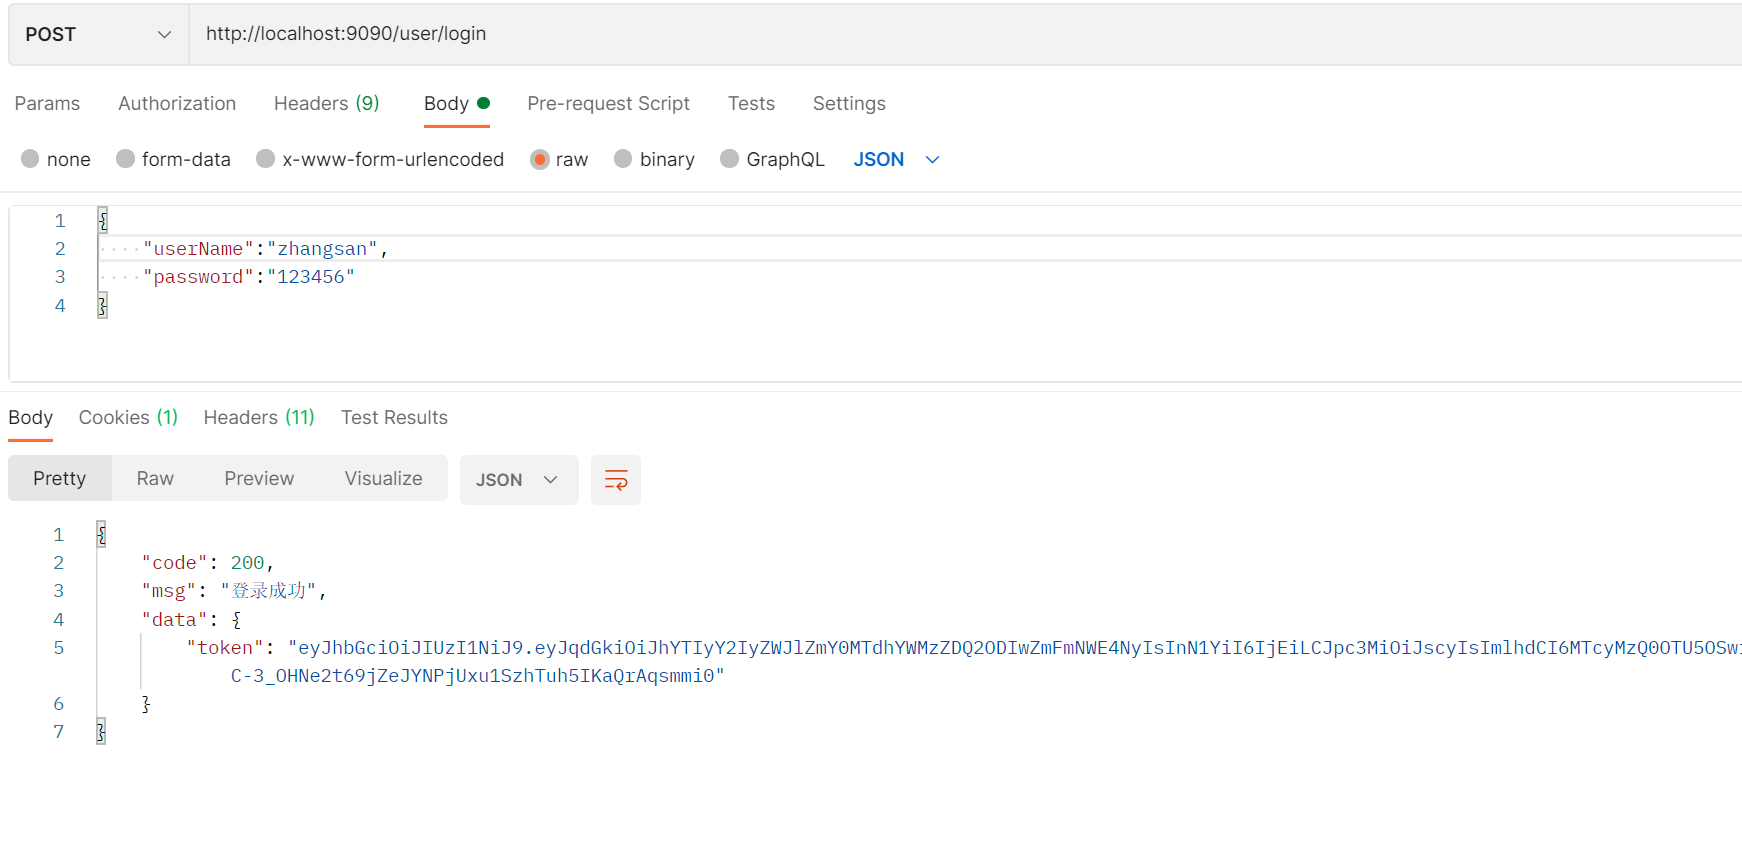 POST http://localhost:9090/user/login
Params Authorization Headers (9) Body Pre-request Script Tests Settings
none form-data x-www-form-urlencoded raw binary GraphQL JSON
1 {
2 "userName":"zhangsan",
3 "password":"123456"
4 }
Body Cookies (1) Headers (11) Test Results
Pretty Raw Preview Visualize JSON
1 {
2 "code": 200,
3 "msg": "登录成功",
4 "data": {
5 "token": "eyJhbGciOiJIUzI1NiJ9.eyJqdGkiOiJhYTIyY2IyZWJlZmY0MTdhYWMzZDQ2ODIwZmFmNWE4NyIsInN1YiI6IjEiLCJpc3MiOiJscyIsImlhdCI6MTcyMzQ0OTU5OSwi
C-3_OHNe2t69jZeJYNPjUxu1SzhTuh5IKaQrAqsmmi0"
6 }
7 }